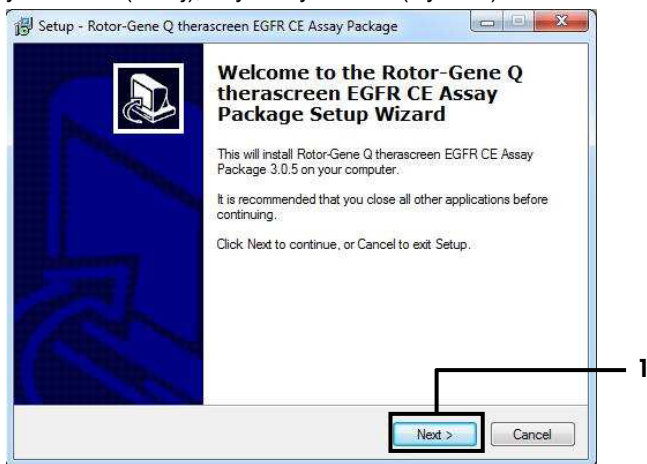 Setup - Rotor-Gene Q therascreen EGFR CE Assay Package
Welcome to the Rotor-Gene Q
therascreen EGFR CE Assay
Package Setup Wizard
This will install Rotor-Gene Q therascreen EGFR CE Assay
Package 3.0.5 on your computer.
It is recommended that you close all other applications before
continuing.
Click Next to continue, or Cancel to exit Setup.
1
Next > Cancel